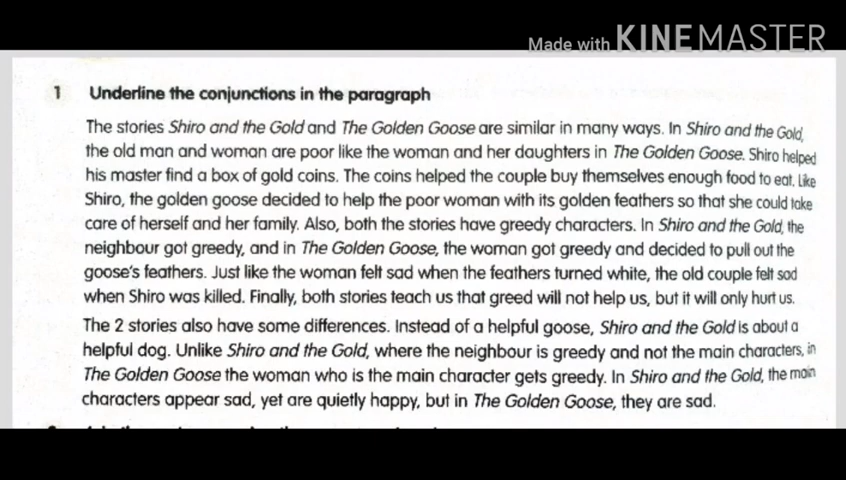 Made with KINEMASTER
1 Underline the conjunctions in the paragraph
The stories Shiro and the Gold and The Golden Goose are similar in many ways. In Shiro and the Gold,
the old man and woman are poor like the woman and her daughters in The Golden Goose. Shiro helped
his master find a box of gold coins. The coins helped the couple buy themselves enough food to eat. Like
Shiro, the golden goose decided to help the poor woman with its golden feathers so that she could take
care of herself and her family. Also, both the stories have greedy characters. In Shiro and the Gold, the
neighbour got greedy, and in The Golden Goose, the woman got greedy and decided to pull out the
goose's feathers. Just like the woman felt sad when the feathers turned white, the old couple felt sad
when Shiro was killed. Finally, both stories teach us that greed will not help us, but it will only hurt us.
The 2 stories also have some differences. Instead of a helpful goose, Shiro and the Gold is about a
helpful dog. Unlike Shiro and the Gold, where the neighbour is greedy and not the main characters, in
The Golden Goose the woman who is the main character gets greedy. In Shiro and the Gold, the main
characters appear sad, yet are quietly happy, but in The Golden Goose, they are sad.